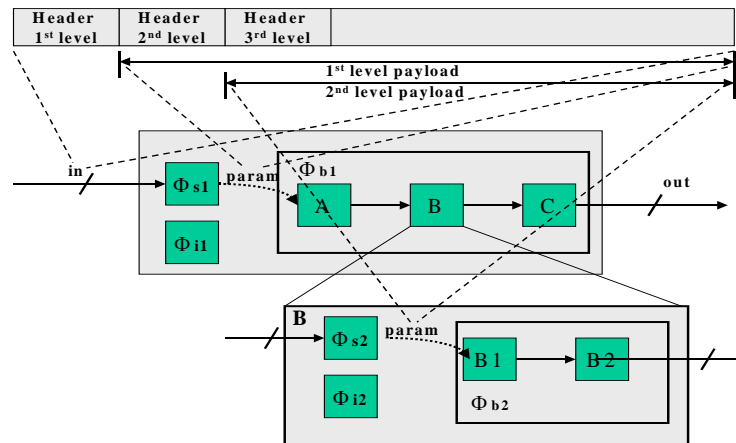 Header Header Header
1st level 2nd level 3rd level
1st level payload
2nd level payload
in
Φs1
param
Φb1
A
B
C
out
Φi1
B
Φs2
param
B1
B2
Φi2
Φb2